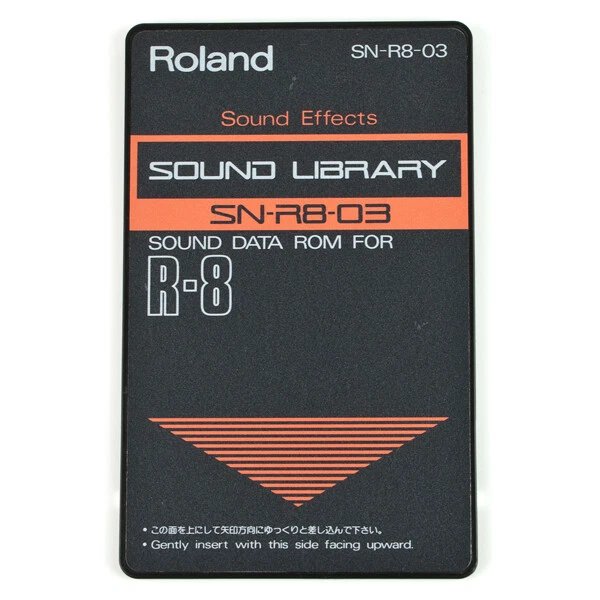 Roland SN-R8-03
Sound Effects
SOUND LIBRARY
SN-R8-03
SOUND DATA ROM FOR
R-8
• この面を上にして矢印方向にゆっくりと差し込んで下さい。
• Gently insert with this side facing upward.